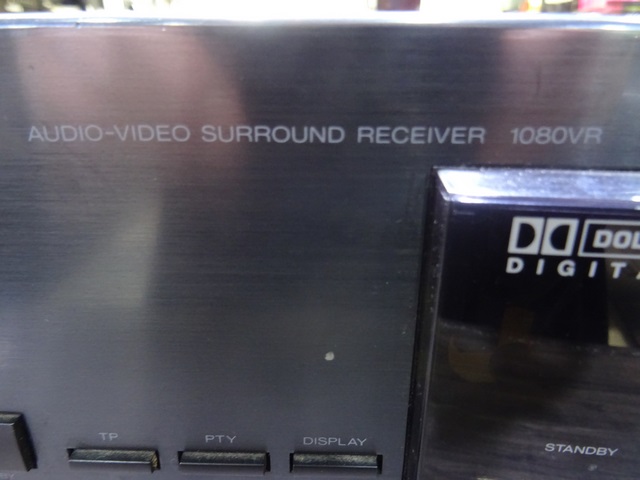 AUDIO-VIDEO SURROUND RECEIVER 1080VR
DIGITA
TP PTY DISPLAY
STANDBY